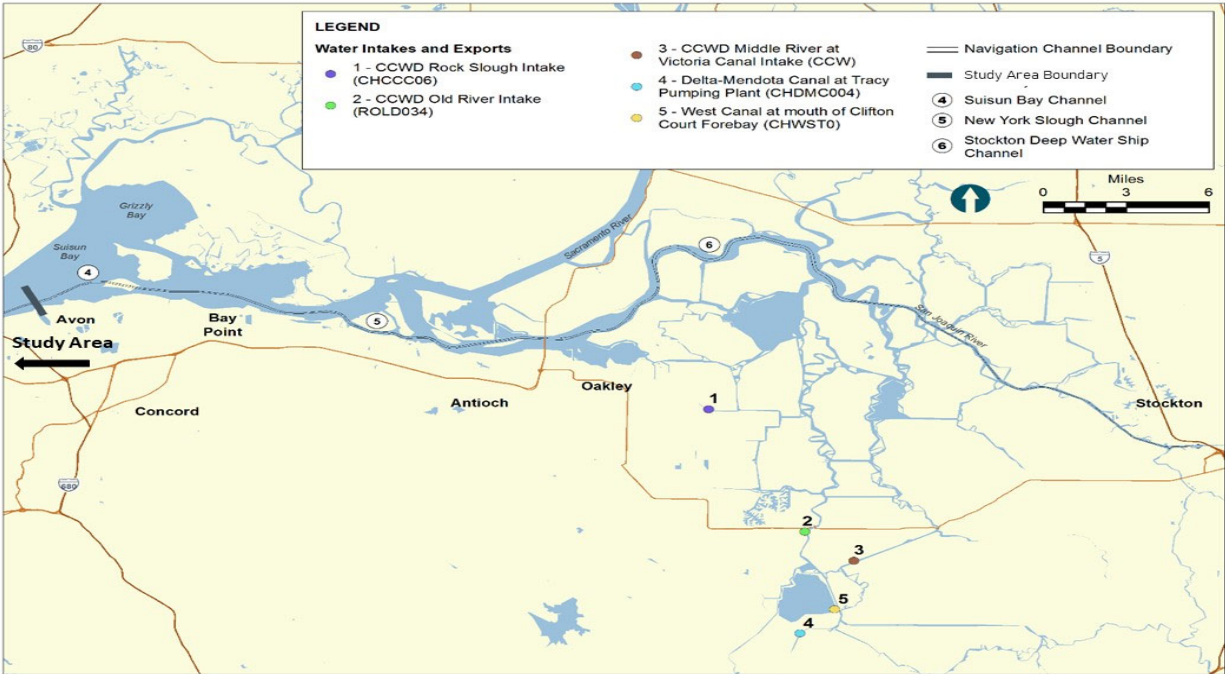 LEGEND
Water Intakes and Exports
1 - CCWD Rock Slough Intake
(CHCCC06)
2 - CCWD Old River Intake
(ROLD034)
3 - CCWD Middle River at
Victoria Canal Intake (CCW)
4 - Delta-Mendota Canal at Tracy
Pumping Plant (CHDMC004)
5 - West Canal at mouth of Clifton
Court Forebay (CHWST0)
Navigation Channel Boundary
Study Area Boundary
4 Suisun Bay Channel
5 New York Slough Channel
6 Stockton Deep Water Ship
Channel
80
Miles
0 3 6
Grizzly
Bay
Suisun
Bay
Sacramento River
4
6
5
5
Avon
Bay
Point
San Joaquin River
Study Area
Oakley
Concord
Antioch
1
Stockton
680
2
3
5
4